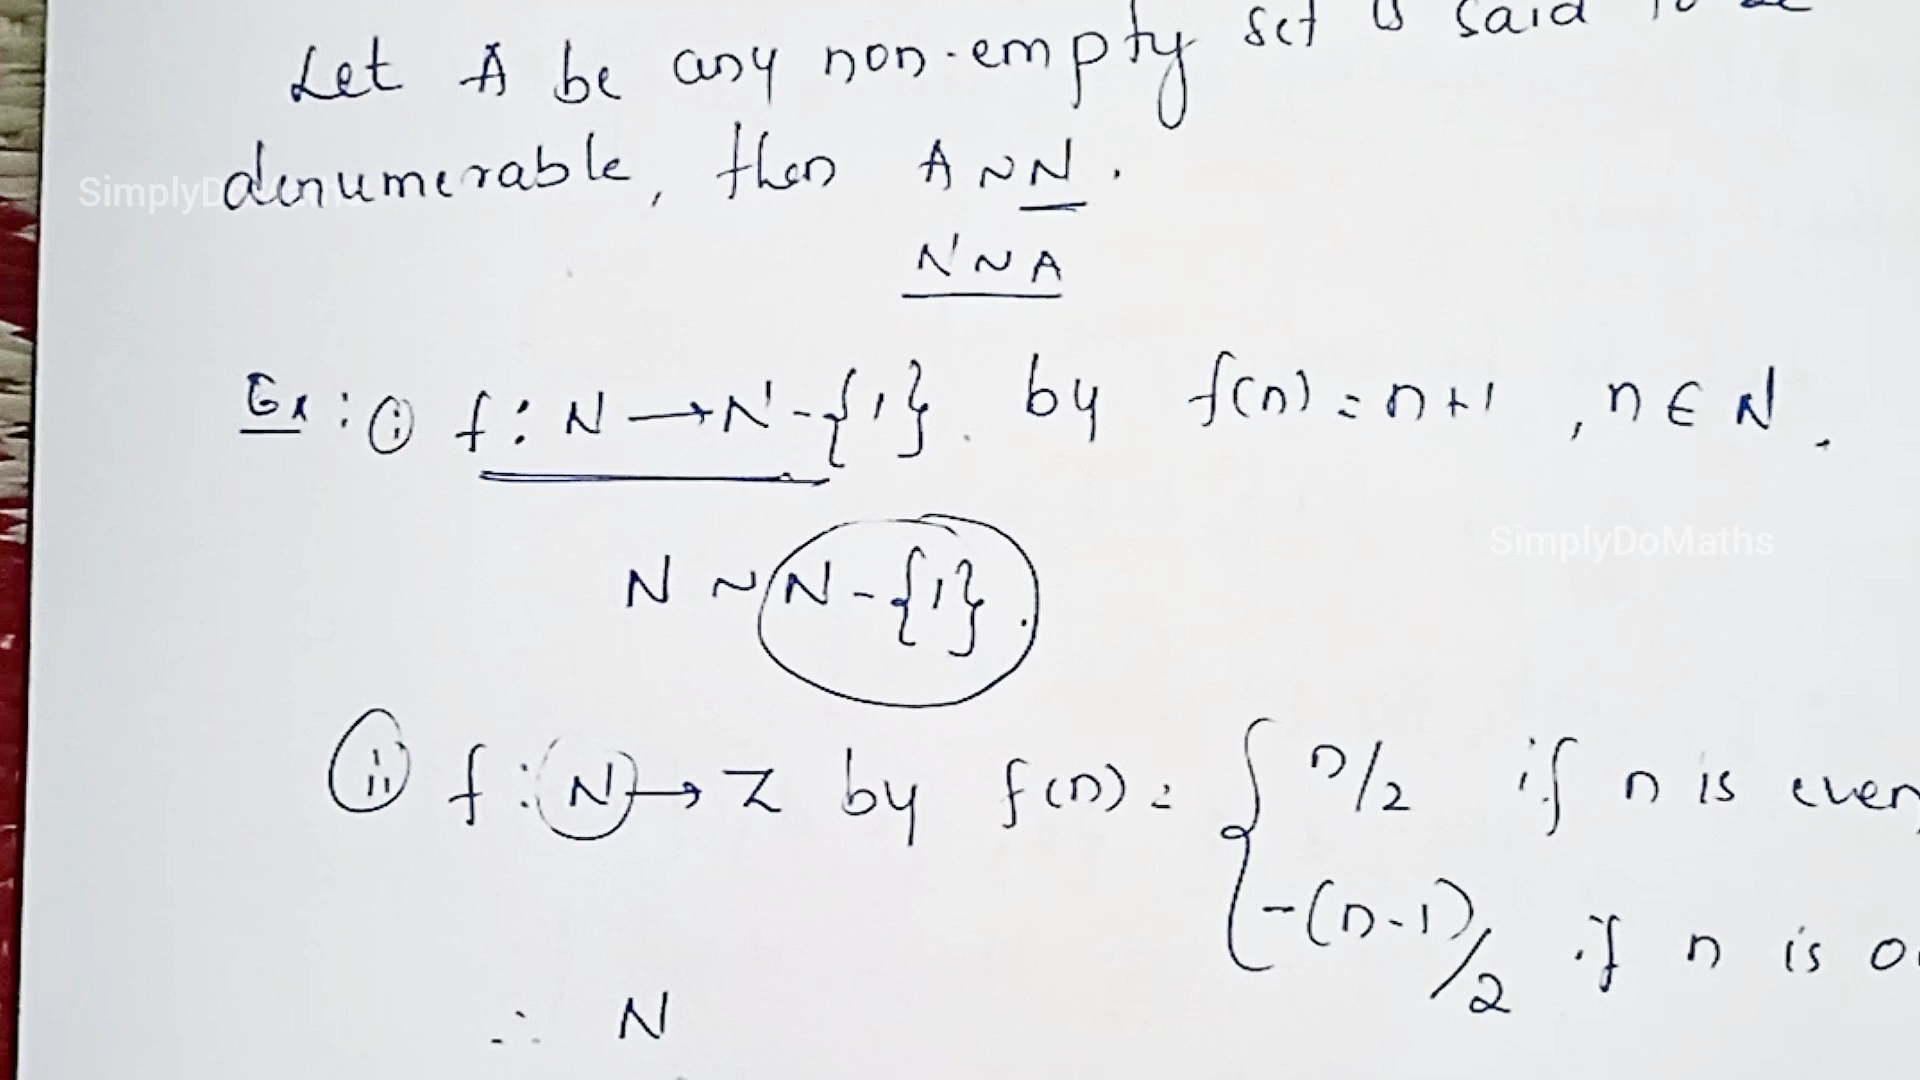 Let A be any non-empty set is said to be
denumerable, then A ~ N.
N ~ A
Ex: (i) f: N → N - {1} by f(n) = n+1, n ∈ N.
N ~ N - {1}.
(ii) f: N → Z by f(n) = { n/2 if n is even
-(n-1)/2 if n is
∴ N
SimplyDoMaths